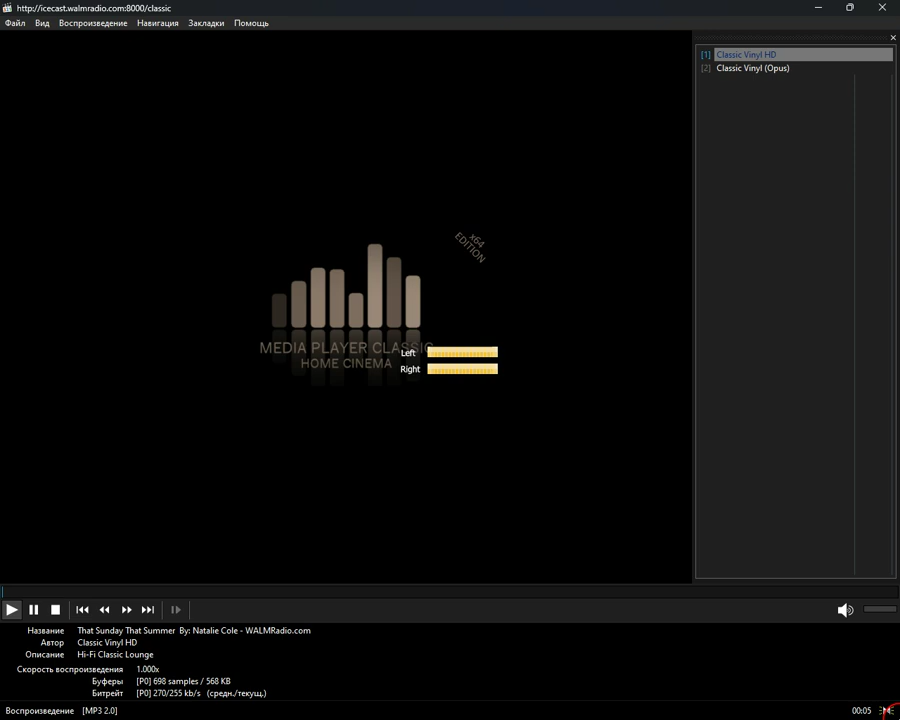 http://icecast.walmradio.com:8000/classic
Файл Вид Воспроизведение Навигация Закладки Помощь
[1] Classic Vinyl HD
[2] Classic Vinyl (Opus)
x64
EDITION
MEDIA PLAYER CLASSIC
HOME CINEMA
Left
Right
Название That Sunday That Summer By: Natalie Cole - WALMRadio.com
Автор Classic Vinyl HD
Описание Hi-Fi Classic Lounge
Скорость воспроизведения 1.000x
Буферы [P0] 698 samples / 568 KB
Битрейт [P0] 270/255 kb/s (средн./текущ.)
Воспроизведение [MP3 2.0] 00:05